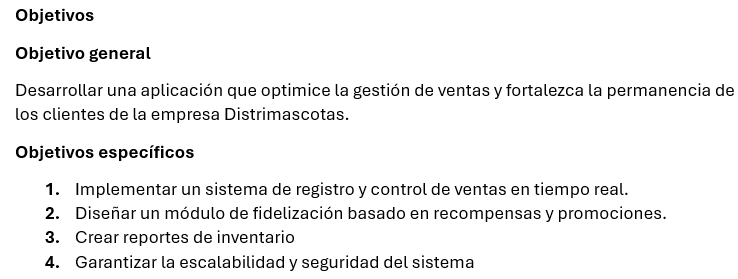 Objetivos
Objetivo general
Desarrollar una aplicación que optimice la gestión de ventas y fortalezca la permanencia de
los clientes de la empresa Distrimascotas.
Objetivos específicos
1. Implementar un sistema de registro y control de ventas en tiempo real.
2. Diseñar un módulo de fidelización basado en recompensas y promociones.
3. Crear reportes de inventario
4. Garantizar la escalabilidad y seguridad del sistema